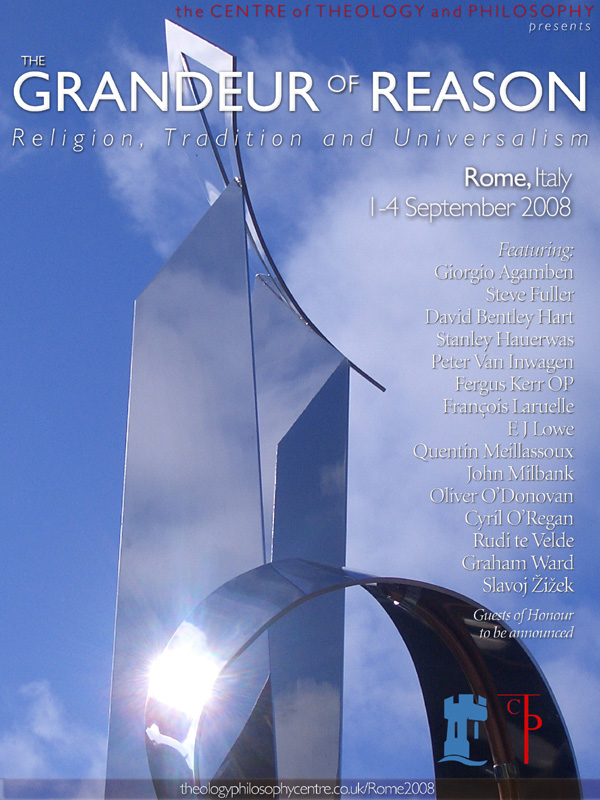 the CENTRE of THEOLOGY and PHILOSOPHY
presents
THE
GRANDEUR OF REASON
Religion, Tradition and Universalism
Rome, Italy
1-4 September 2008
Featuring:
Giorgio Agamben
Steve Fuller
David Bentley Hart
Stanley Hauerwas
Peter Van Inwagen
Fergus Kerr OP
François Laruelle
E J Lowe
Quentin Meillassoux
John Milbank
Oliver O'Donovan
Cyril O'Regan
Rudi te Velde
Graham Ward
Slavoj Žižek
Guests of Honour
to be announced
CTP
theologyphilosophycentre.co.uk/Rome2008